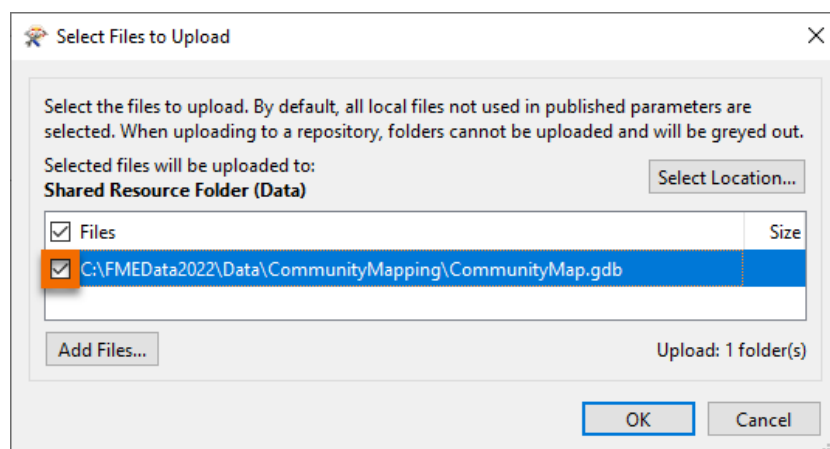 Select Files to Upload
Select the files to upload. By default, all local files not used in published parameters are
selected. When uploading to a repository, folders cannot be uploaded and will be greyed out.
Selected files will be uploaded to:
Shared Resource Folder (Data)
Select Location...
Files Size
C:\FMEData2022\Data\CommunityMapping\CommunityMap.gdb
Add Files... Upload: 1 folder(s)
OK Cancel